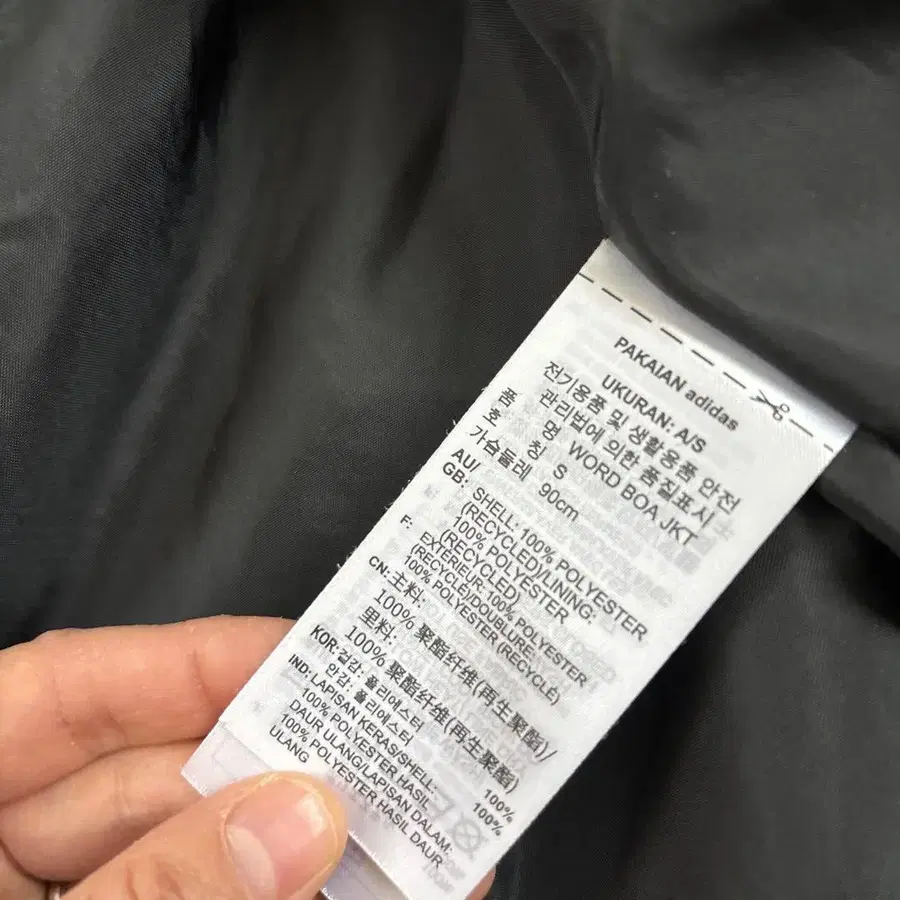 PAKAIAN adidas
UKURAN: A/S
전기용품 및 생활용품 안전
관리법에 의한 품질표시
품 명 WORD BOA JKT
호 칭 S
가슴둘레 90cm
AU/
GB: SHELL: 100% POLYESTER
(RECYCLED)/LINING:
100% POLYESTER
(RECYCLED)
F: EXTÉRIEUR: 100% POLYESTER
(RECYCLÉ)/DOUBLURE: 100%
POLYESTER (RECYCLÉ)
CN: 主料:
100% 聚酯纤维(再生聚酯)/
里料:
100% 聚酯纤维(再生聚酯)
KOR: 겉감: 폴리에스터 100%
안감: 폴리에스터 100%
IND: LAPISAN KERAS/SHELL:
100% POLYESTER HASIL
DAUR ULANG/LAPISAN DALAM:
100% POLYESTER HASIL DAUR
ULANG